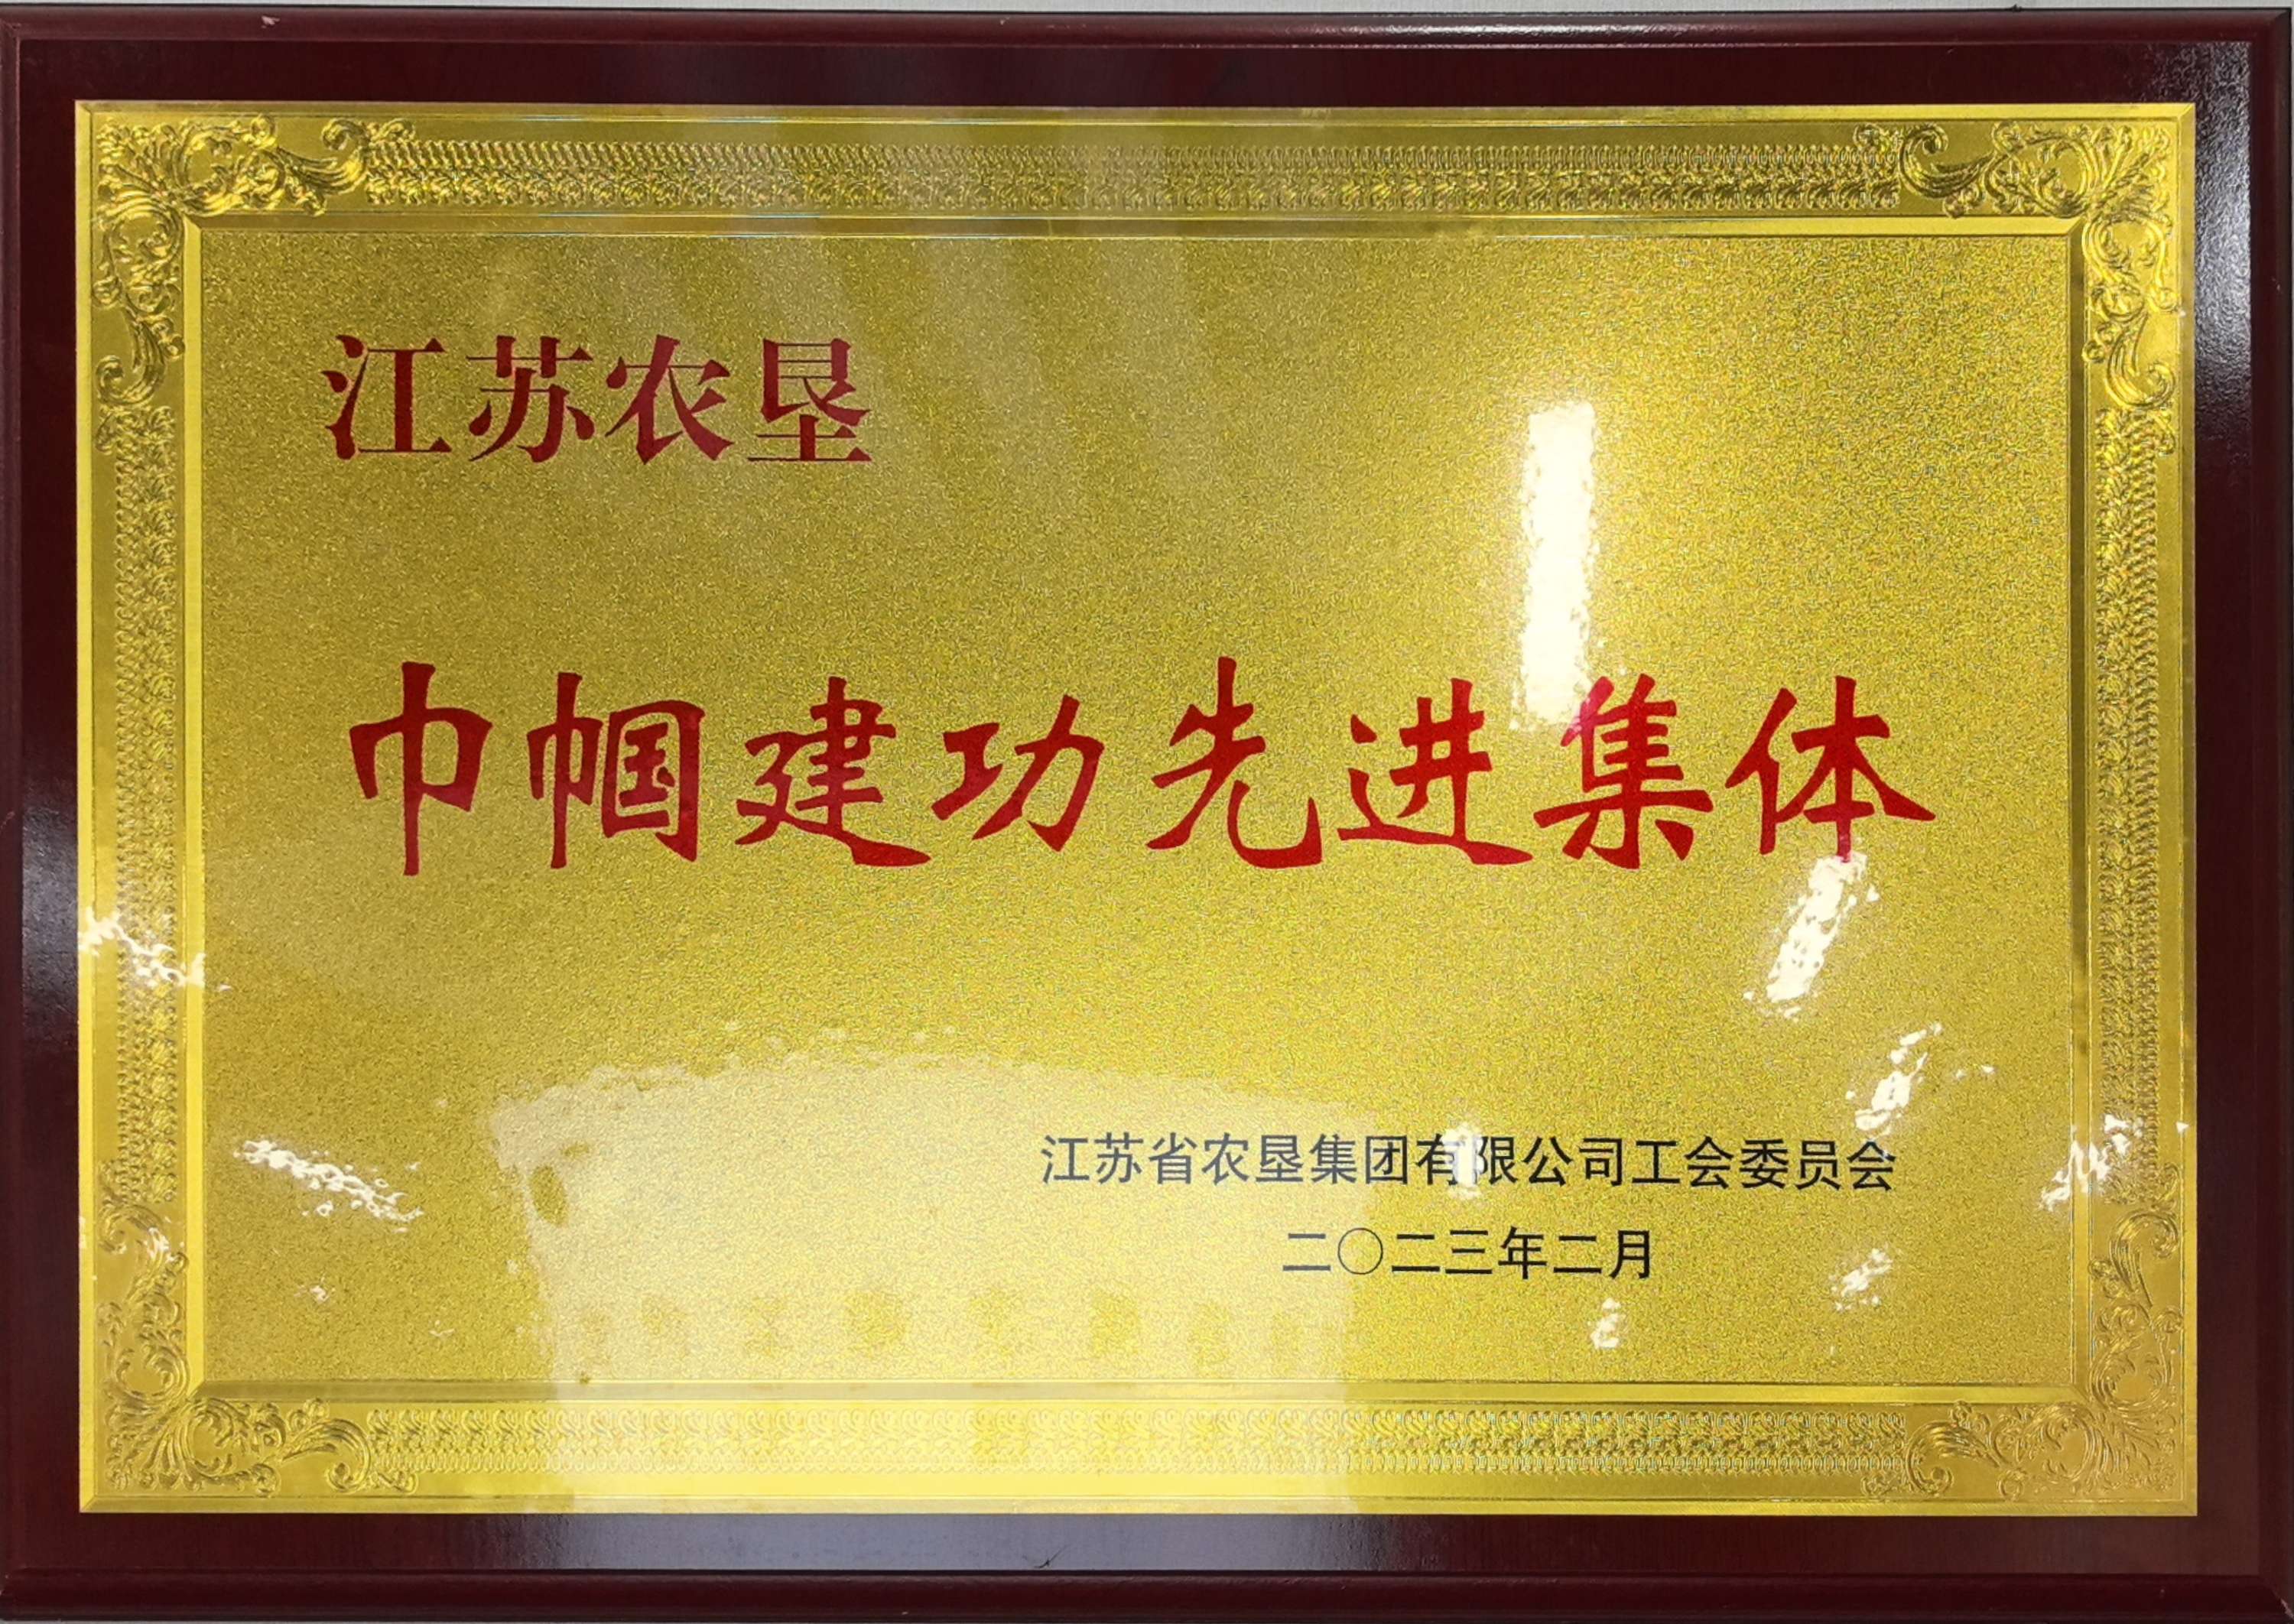 江苏农垦
巾帼建功先进集体
江苏省农垦集团有限公司工会委员会
二〇二三年二月